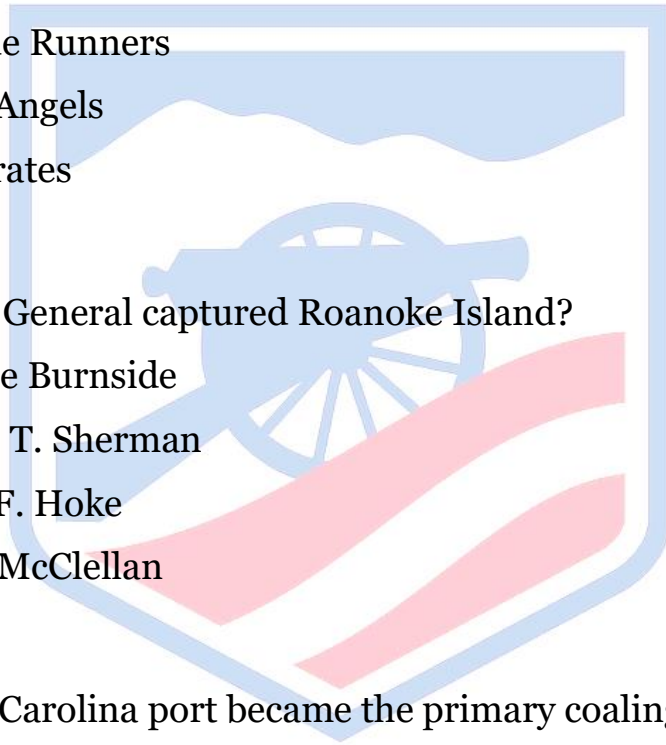 e Runners
Angels
rates
General captured Roanoke Island?
e Burnside
T. Sherman
F. Hoke
McClellan
Carolina port became the primary coaling